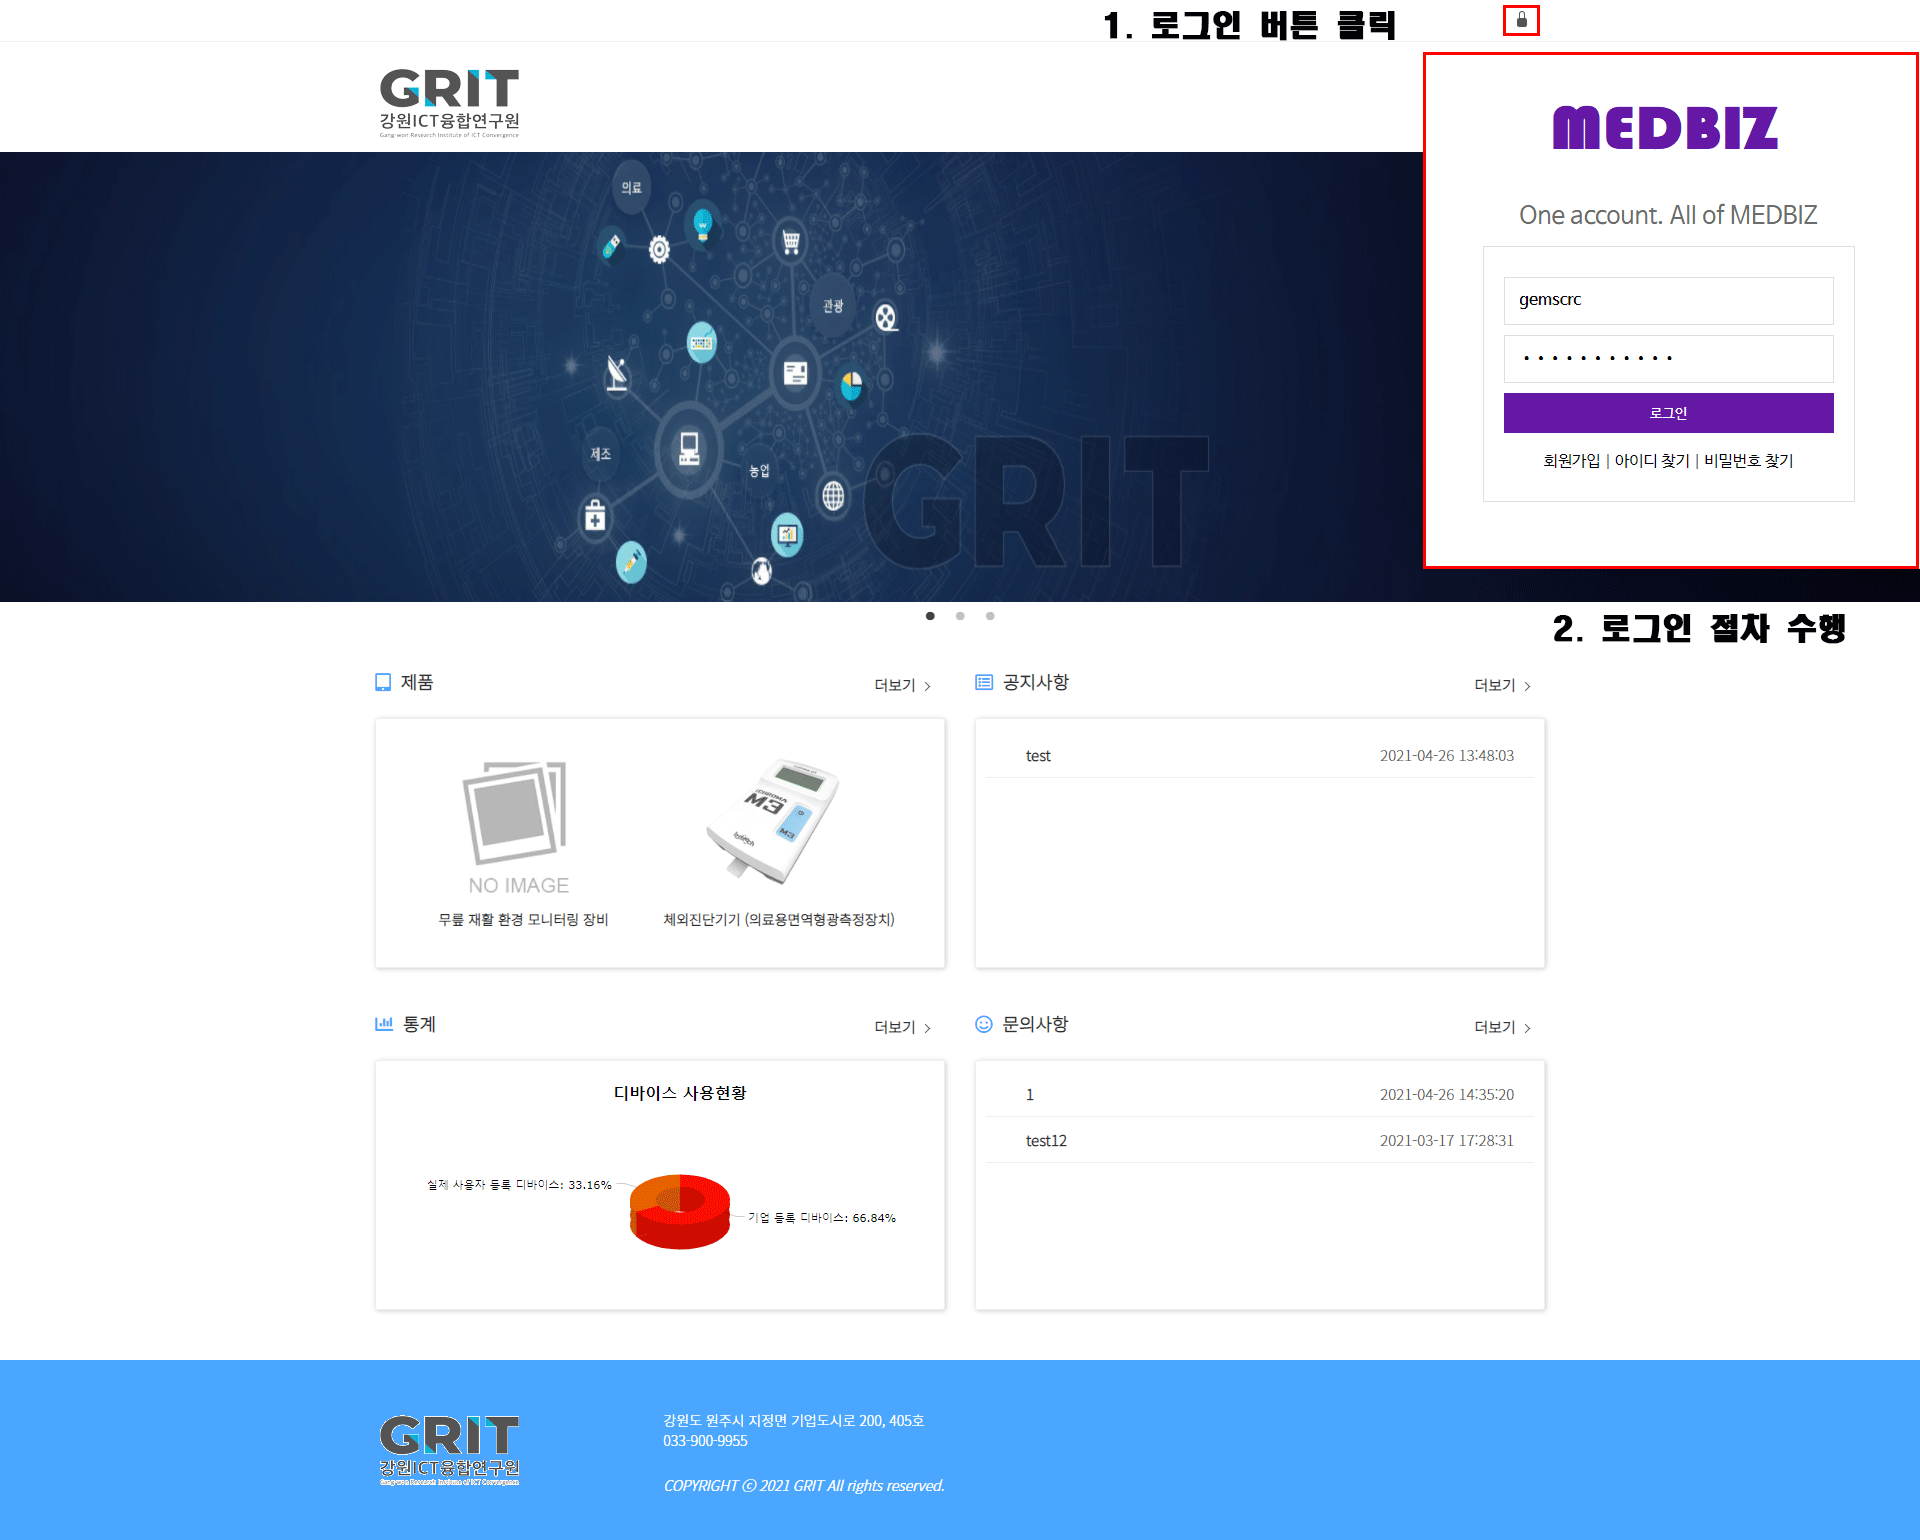 1. 로그인 버튼 클릭
GRIT
강원ICT융합연구원
Gang-won Research Institute of ICT Convergence
MEDBIZ
One account. All of MEDBIZ
gemscrc
로그인
회원가입 | 아이디 찾기 | 비밀번호 찾기
의료
관광
제조
농업
GRIT
2. 로그인 절차 수행
제품
더보기
NO IMAGE
무릎 재활 환경 모니터링 장비
ICHROMA
M3
M3
체외진단기기 (의료용면역형광측정장치)
공지사항
더보기
test 2021-04-26 13:48:03
통계
더보기
디바이스 사용현황
실제 사용자 등록 디바이스: 33.16%
기업 등록 디바이스: 66.84%
문의사항
더보기
1 2021-04-26 14:35:20
test12 2021-03-17 17:28:31
GRIT
강원ICT융합연구원
Gang-won Research Institute of ICT Convergence
강원도 원주시 지정면 기업도시로 200, 405호
033-900-9955
COPYRIGHT ⓒ 2021 GRIT All rights reserved.